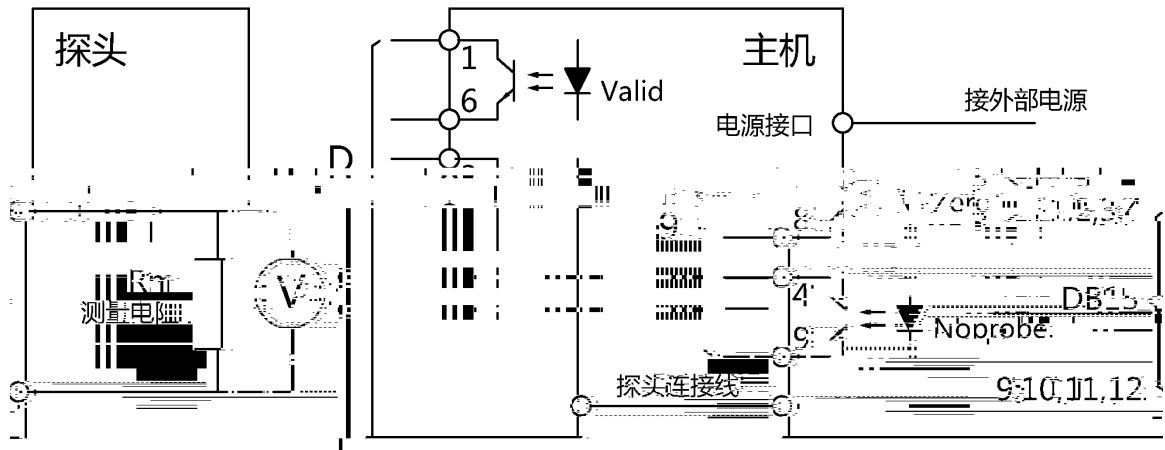 探头
主机
1
6
Valid
接外部电源
电源接口
D
8
Rm
V
测量电阻
4
DB15
9
Noprobe
探头连接线
9,10,11,12